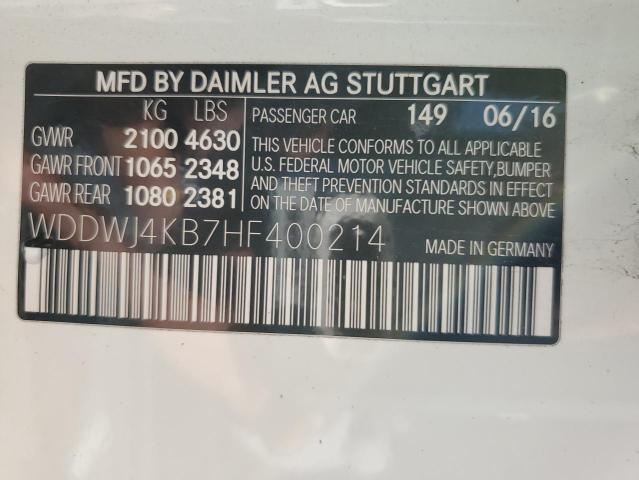 MFD BY DAIMLER AG STUTTGART
KG LBS
PASSENGER CAR 149 06/16
GVWR 2100 4630
GAWR FRONT 1065 2348
GAWR REAR 1080 2381
THIS VEHICLE CONFORMS TO ALL APPLICABLE
U.S. FEDERAL MOTOR VEHICLE SAFETY,BUMPER
AND THEFT PREVENTION STANDARDS IN EFFECT
ON THE DATE OF MANUFACTURE SHOWN ABOVE
WDDWJ4KB7HF400214
MADE IN GERMANY